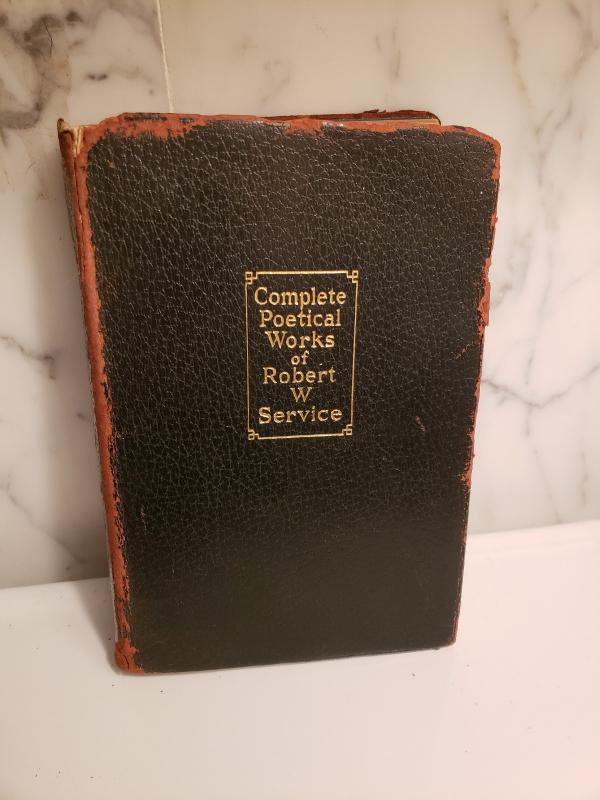 Complete
Poetical
Works
of
Robert
W
Service